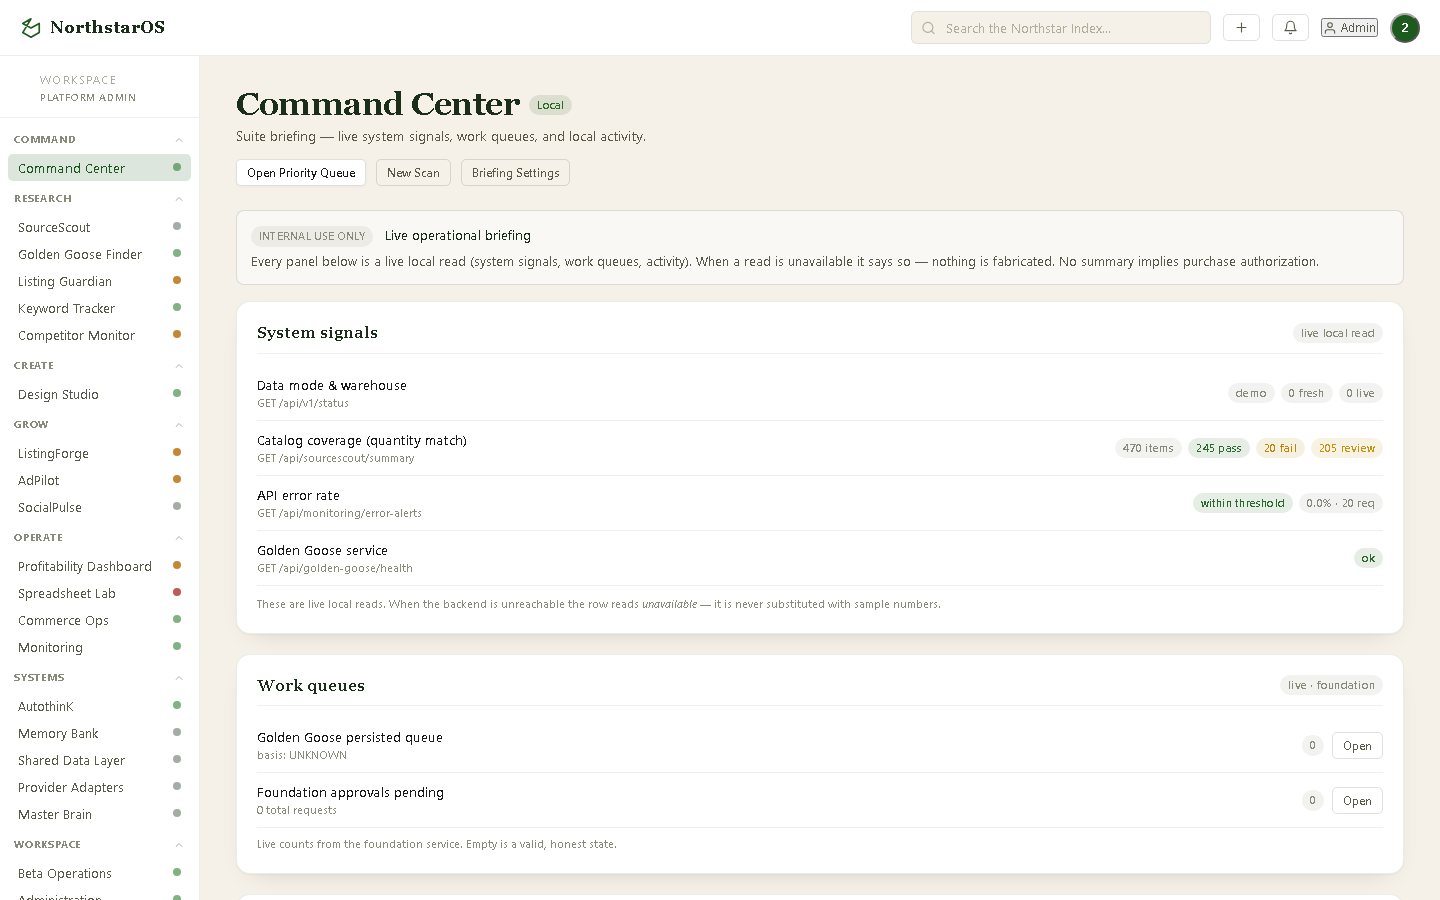 NorthstarOS
Search the Northstar Index...
Admin
2
WORKSPACE
PLATFORM ADMIN
COMMAND
Command Center
RESEARCH
SourceScout
Golden Goose Finder
Listing Guardian
Keyword Tracker
Competitor Monitor
CREATE
Design Studio
GROW
ListingForge
AdPilot
SocialPulse
OPERATE
Profitability Dashboard
Spreadsheet Lab
Commerce Ops
Monitoring
SYSTEMS
AutothinK
Memory Bank
Shared Data Layer
Provider Adapters
Master Brain
WORKSPACE
Beta Operations
Administration
Command Center Local
Suite briefing — live system signals, work queues, and local activity.
Open Priority Queue New Scan Briefing Settings
INTERNAL USE ONLY Live operational briefing
Every panel below is a live local read (system signals, work queues, activity). When a read is unavailable it says so — nothing is fabricated. No summary implies purchase authorization.
System signals live local read
Data mode & warehouse
GET /api/v1/status
demo 0 fresh 0 live
Catalog coverage (quantity match)
GET /api/sourcescout/summary
470 items 245 pass 20 fail 205 review
API error rate
GET /api/monitoring/error-alerts
within threshold 0.0% · 20 req
Golden Goose service
GET /api/golden-goose/health
ok
These are live local reads. When the backend is unreachable the row reads unavailable — it is never substituted with sample numbers.
Work queues live · foundation
Golden Goose persisted queue
basis: UNKNOWN
0 Open
Foundation approvals pending
0 total requests
0 Open
Live counts from the foundation service. Empty is a valid, honest state.